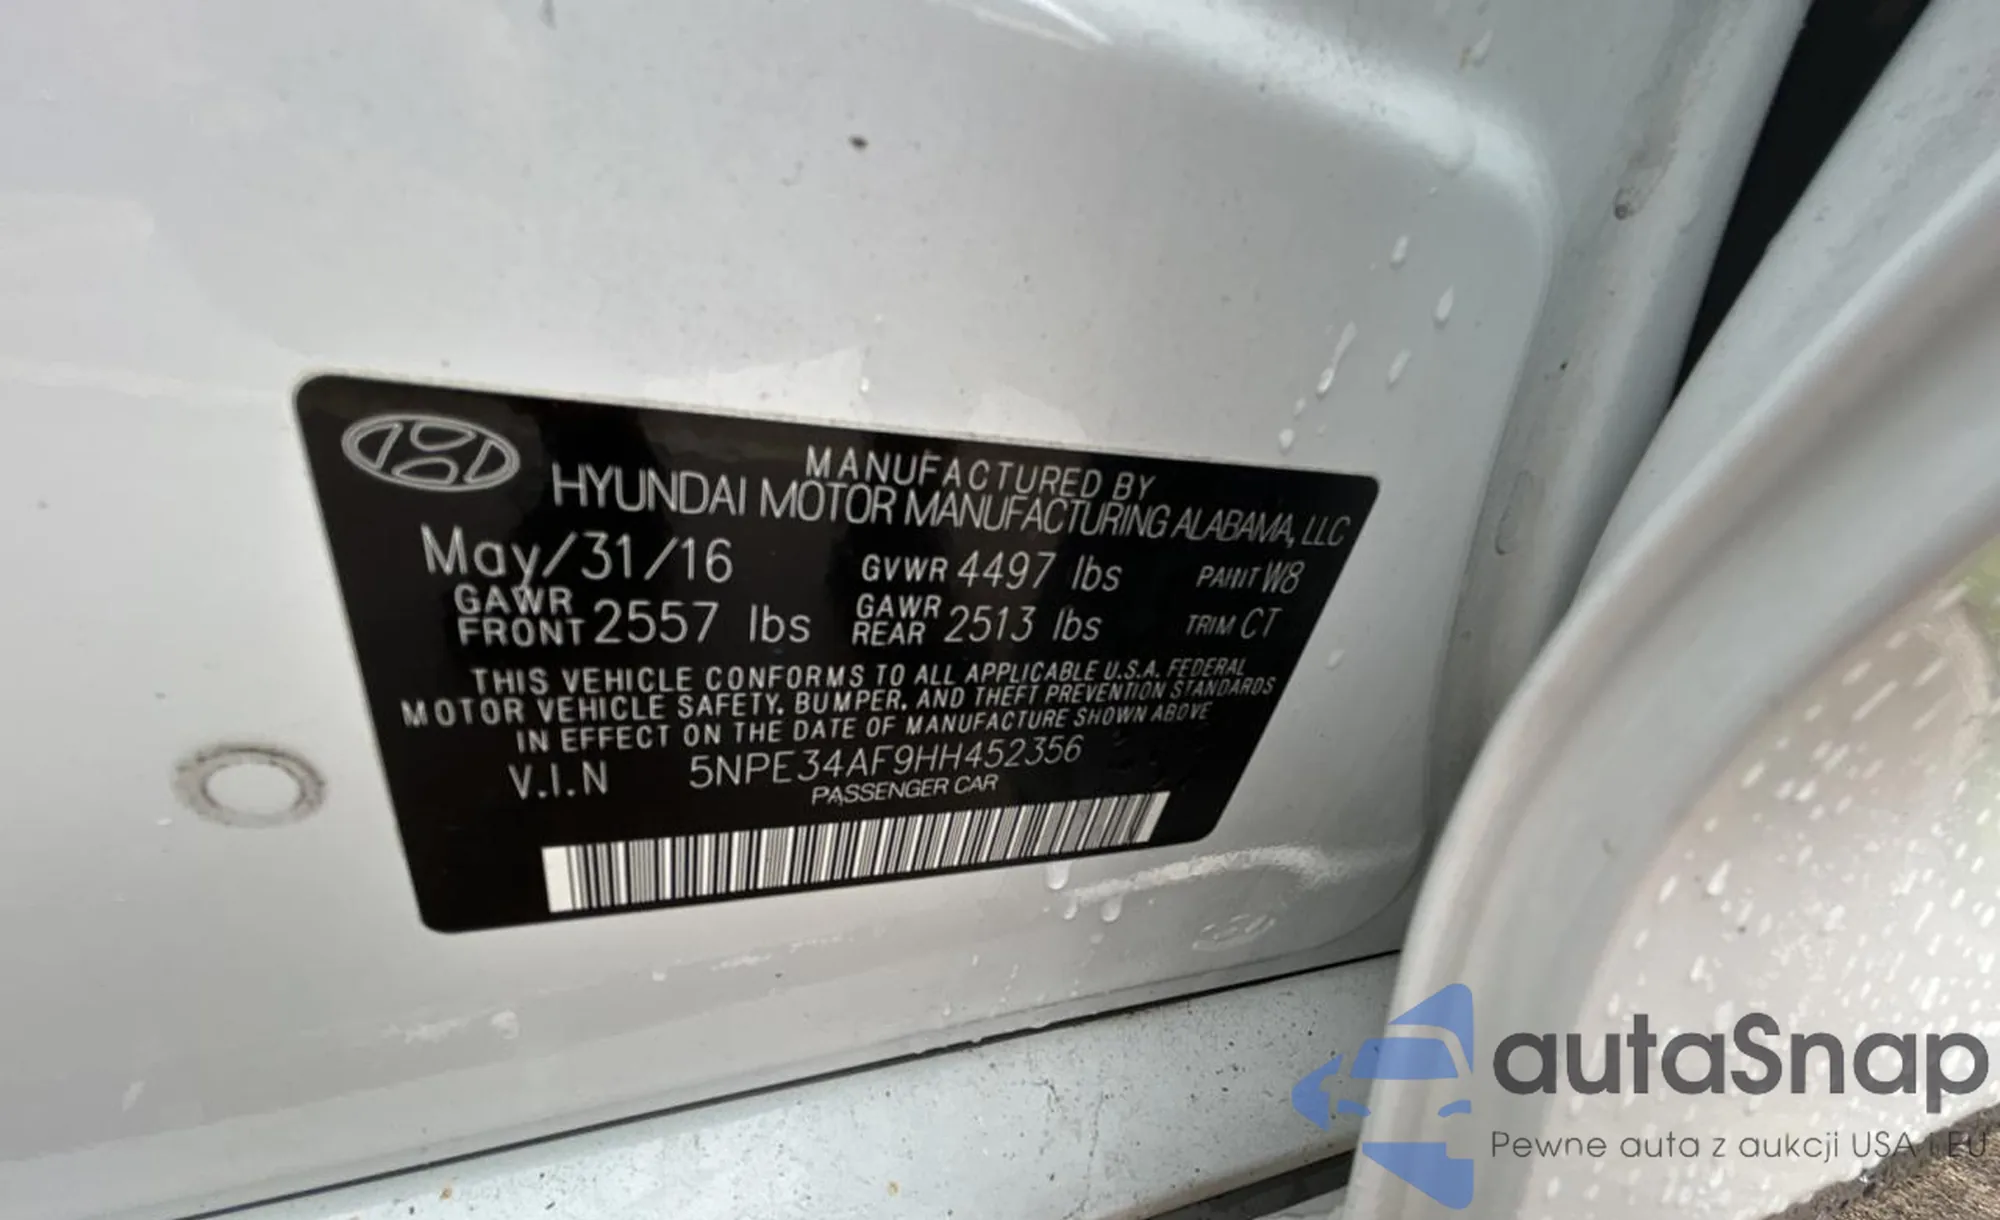 MANUFACTURED BY
HYUNDAI MOTOR MANUFACTURING ALABAMA, LLC
May/31/16 GVWR 4497 lbs PAINT W8
GAWR FRONT 2557 lbs GAWR REAR 2513 lbs TRIM CT
THIS VEHICLE CONFORMS TO ALL APPLICABLE U.S.A. FEDERAL
MOTOR VEHICLE SAFETY, BUMPER, AND THEFT PREVENTION STANDARDS
IN EFFECT ON THE DATE OF MANUFACTURE SHOWN ABOVE
V.I.N 5NPE34AF9HH452356
PASSENGER CAR
autaSnap
Pewne auta z aukcji USA i EU